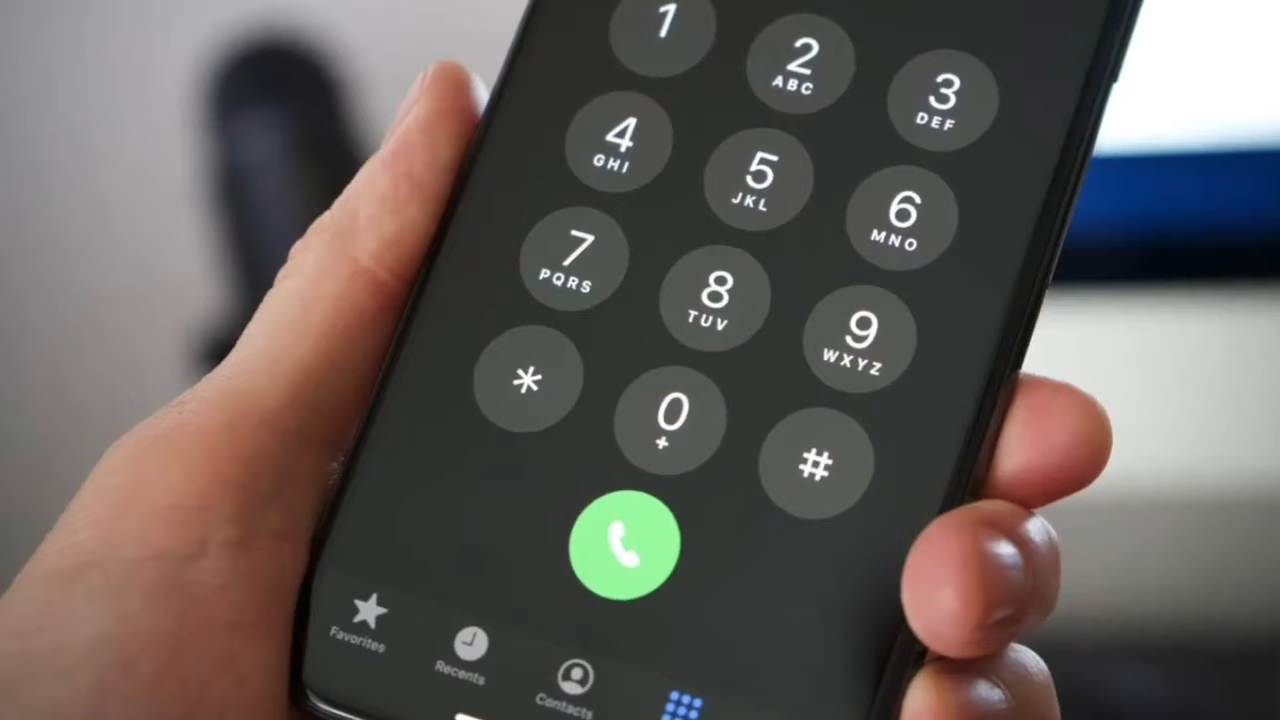 1
2
ABC
3
DEF
4
GHI
5
JKL
6
MNO
7
PQRS
8
TUV
9
WXYZ
*
0
+
#
Favorites
Recents
Contacts